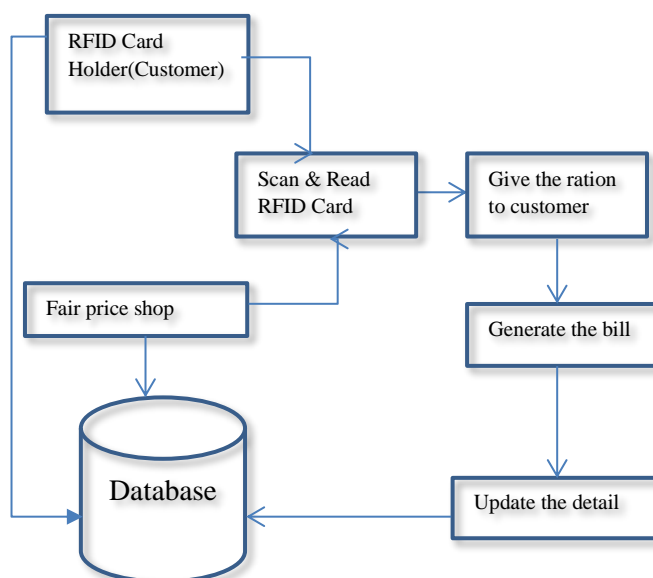 RFID Card
Holder(Customer)
Scan & Read
RFID Card
Give the ration
to customer
Fair price shop
Generate the bill
Database
Update the detail